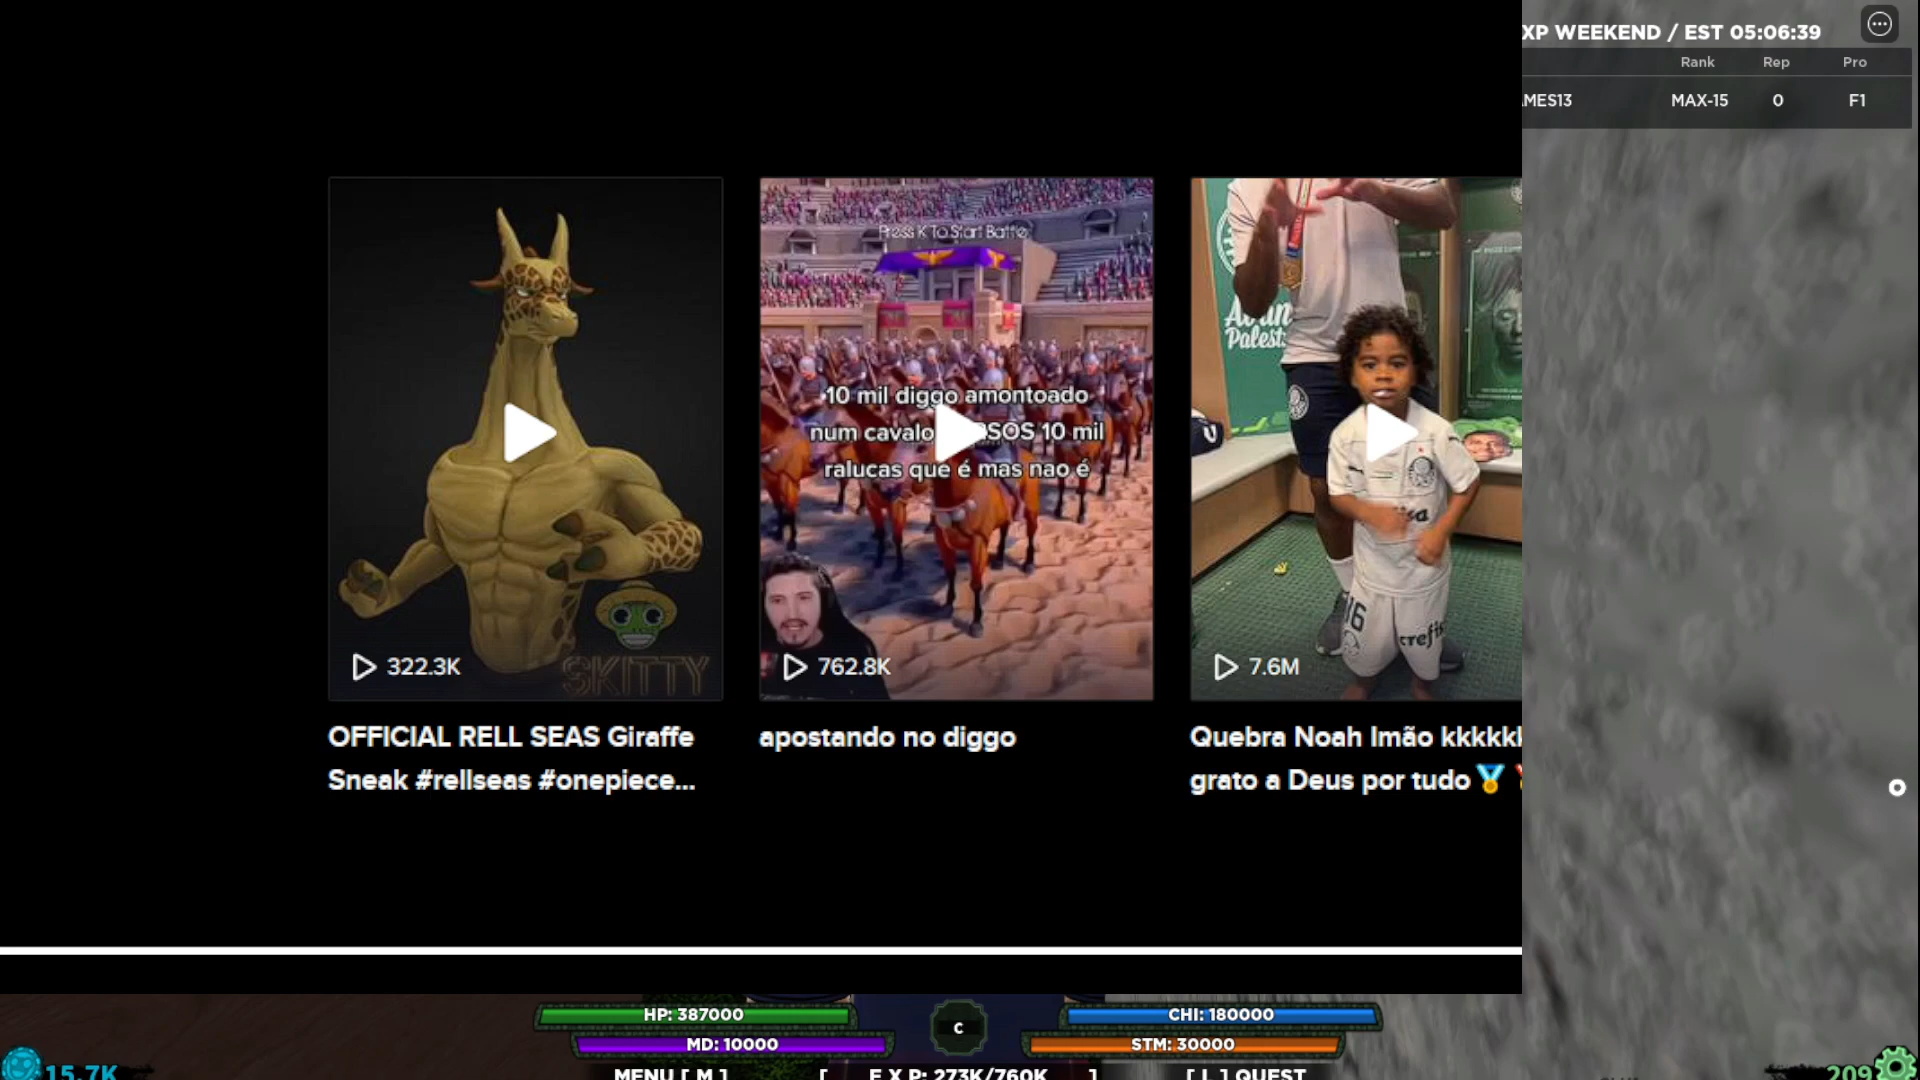 XP WEEKEND / EST 05:06:39
Rank Rep Pro
MES13 MAX-15 0 F1
Press K To Start Battle
10 mil diggo amontoado
num cavalo SOS 10 mil
ralucas que é mas nao é
Palest
16
SKITTY
322.3K
762.8K
7.6M
OFFICIAL RELL SEAS Giraffe
Sneak #rellseas #onepiece...
apostando no diggo
Quebra Noah Imão kkkkk
grato a Deus por tudo
HP: 387000
C
CHI: 180000
MD: 10000
STM: 30000
15.7K
MENU [ M ] [ E X P: 273K/760K ] [ L ] QUEST
209